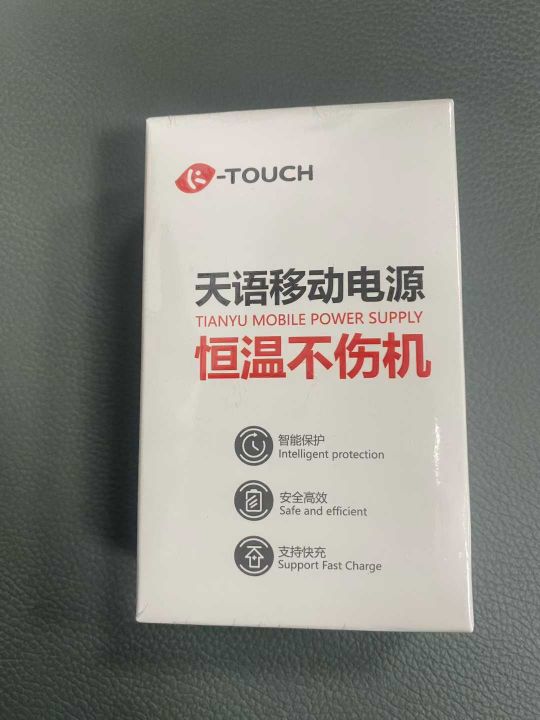 K-TOUCH
天语移动电源
TIANYU MOBILE POWER SUPPLY
恒温不伤机
智能保护
Intelligent protection
安全高效
Safe and efficient
支持快充
Support Fast Charge